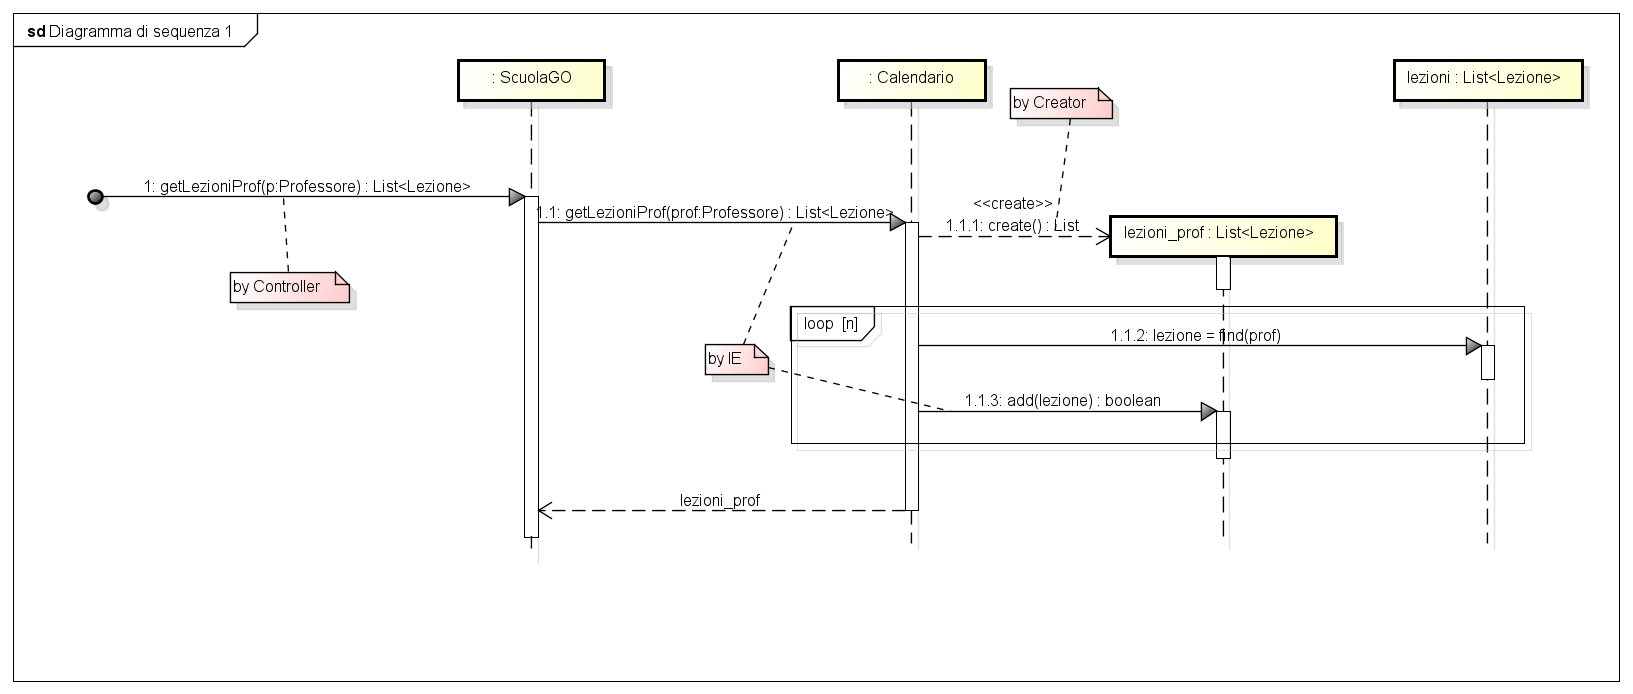 sd Diagramma di sequenza 1
: ScuolaGO
: Calendario
lezioni : List<Lezione>
by Creator
1: getLezioniProf(p:Professore) : List<Lezione>
<<create>>
1.1: getLezioniProf(prof:Professore) : List<Lezione>
1.1.1: create() : List
lezioni_prof : List<Lezione>
by Controller
loop [n]
1.1.2: lezione = find(prof)
by IE
1.1.3: add(lezione) : boolean
lezioni_prof